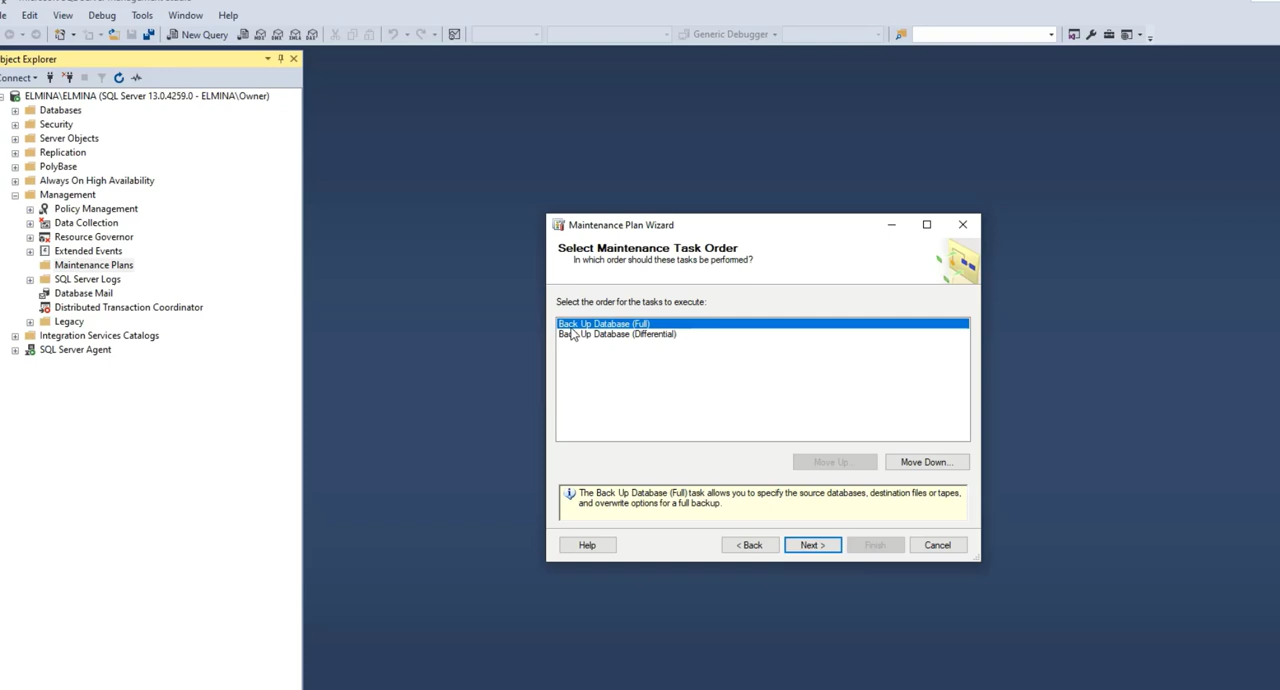 Edit View Debug Tools Window Help
New Query
Generic Debugger
bject Explorer
onnect
ELMINA\ELMINA (SQL Server 13.0.4259.0 - ELMINA\Owner)
Databases
Security
Server Objects
Replication
PolyBase
Always On High Availability
Management
Policy Management
Data Collection
Resource Governor
Extended Events
Maintenance Plans
SQL Server Logs
Database Mail
Distributed Transaction Coordinator
Legacy
Integration Services Catalogs
SQL Server Agent
Maintenance Plan Wizard
Select Maintenance Task Order
In which order should these tasks be performed?
Select the order for the tasks to execute:
Back Up Database (Full)
Back Up Database (Differential)
Move Up... Move Down...
The Back Up Database (Full) task allows you to specify the source databases, destination files or tapes,
and overwrite options for a full backup.
Help < Back Next > Finish Cancel